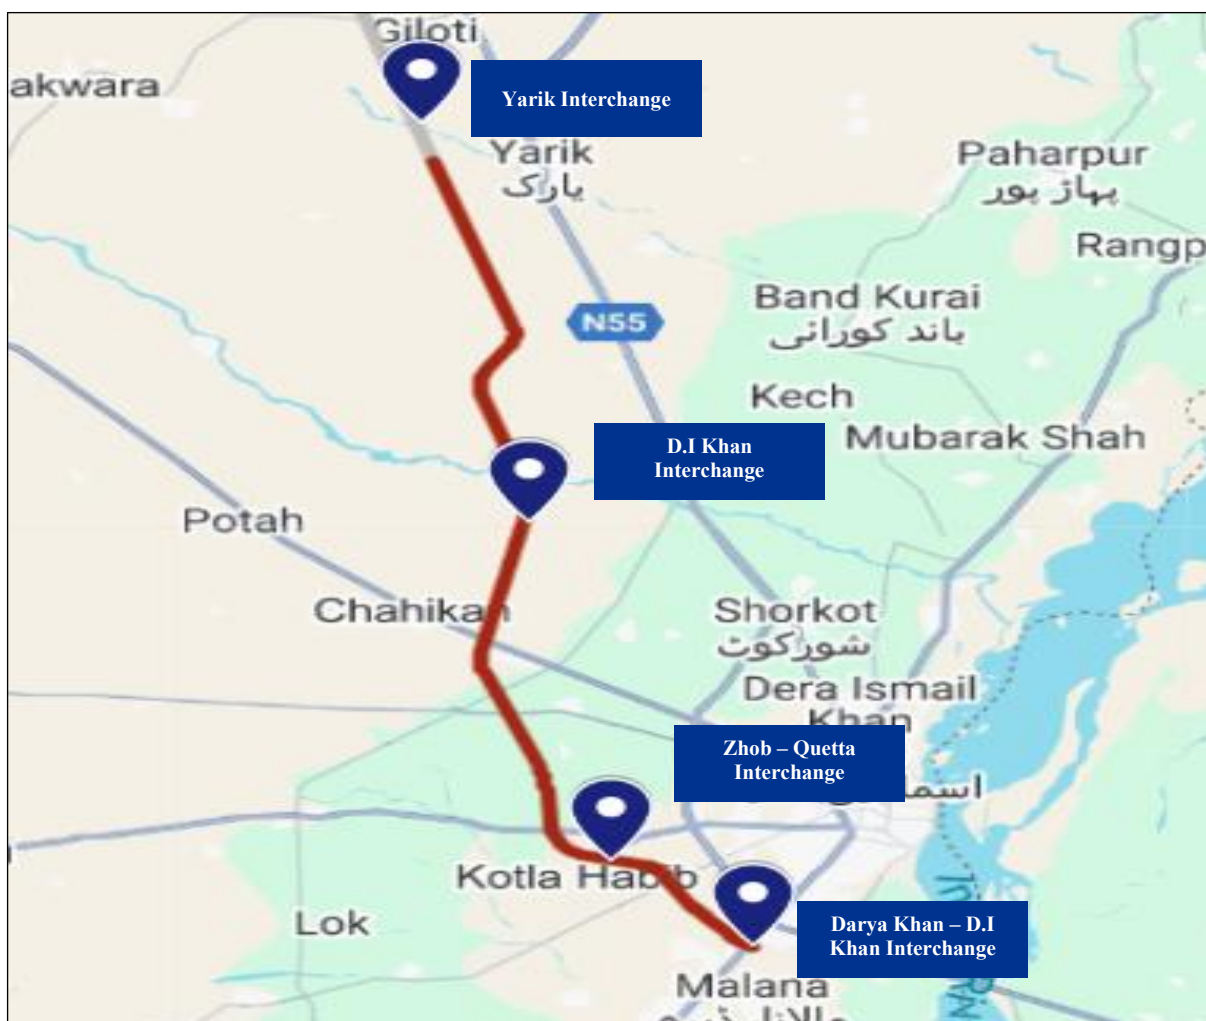 Giloti
akwara
Yarik Interchange
Yarik
یارک
Paharpur
پہاڑ پور
Rangp
Band Kurai
باند کورائی
N55
Kech
Mubarak Shah
D.I Khan
Interchange
Potah
Chahikan
Shorkot
شورکوٹ
Dera Ismail
Khan
Zhob – Quetta
Interchange
Kotla Habib
Lok
Darya Khan – D.I
Khan Interchange
Malana